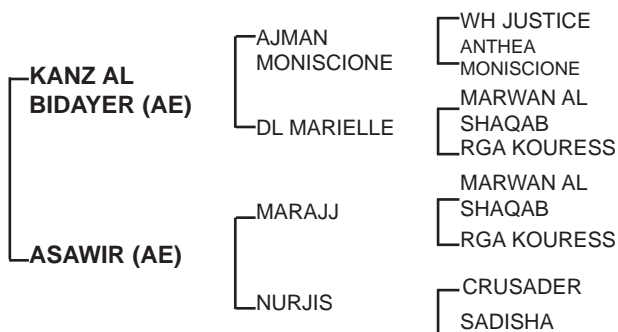 KANZ AL
BIDAYER (AE)
ASAWIR (AE)
AJMAN
MONISCIONE
DL MARIELLE
MARAJJ
NURJIS
WH JUSTICE
ANTHEA
MONISCIONE
MARWAN AL
SHAQAB
RGA KOURESS
MARWAN AL
SHAQAB
RGA KOURESS
CRUSADER
SADISHA